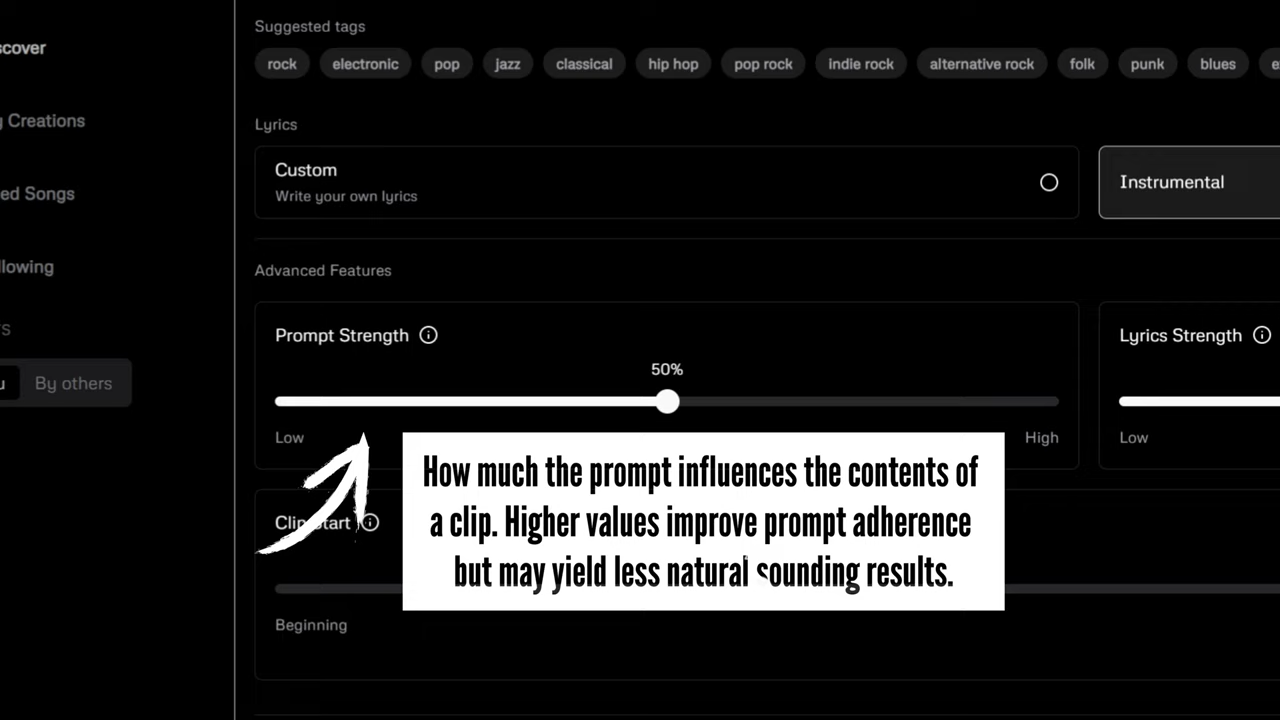 scover
Creations
ed Songs
llowing
By others
Suggested tags
rock electronic pop jazz classical hip hop pop rock indie rock alternative rock folk punk blues
Lyrics
Custom
Write your own lyrics
Instrumental
Advanced Features
Prompt Strength
50%
Low High
Lyrics Strength
Low
How much the prompt influences the contents of
a clip. Higher values improve prompt adherence
but may yield less natural sounding results.
Clip Start
Beginning